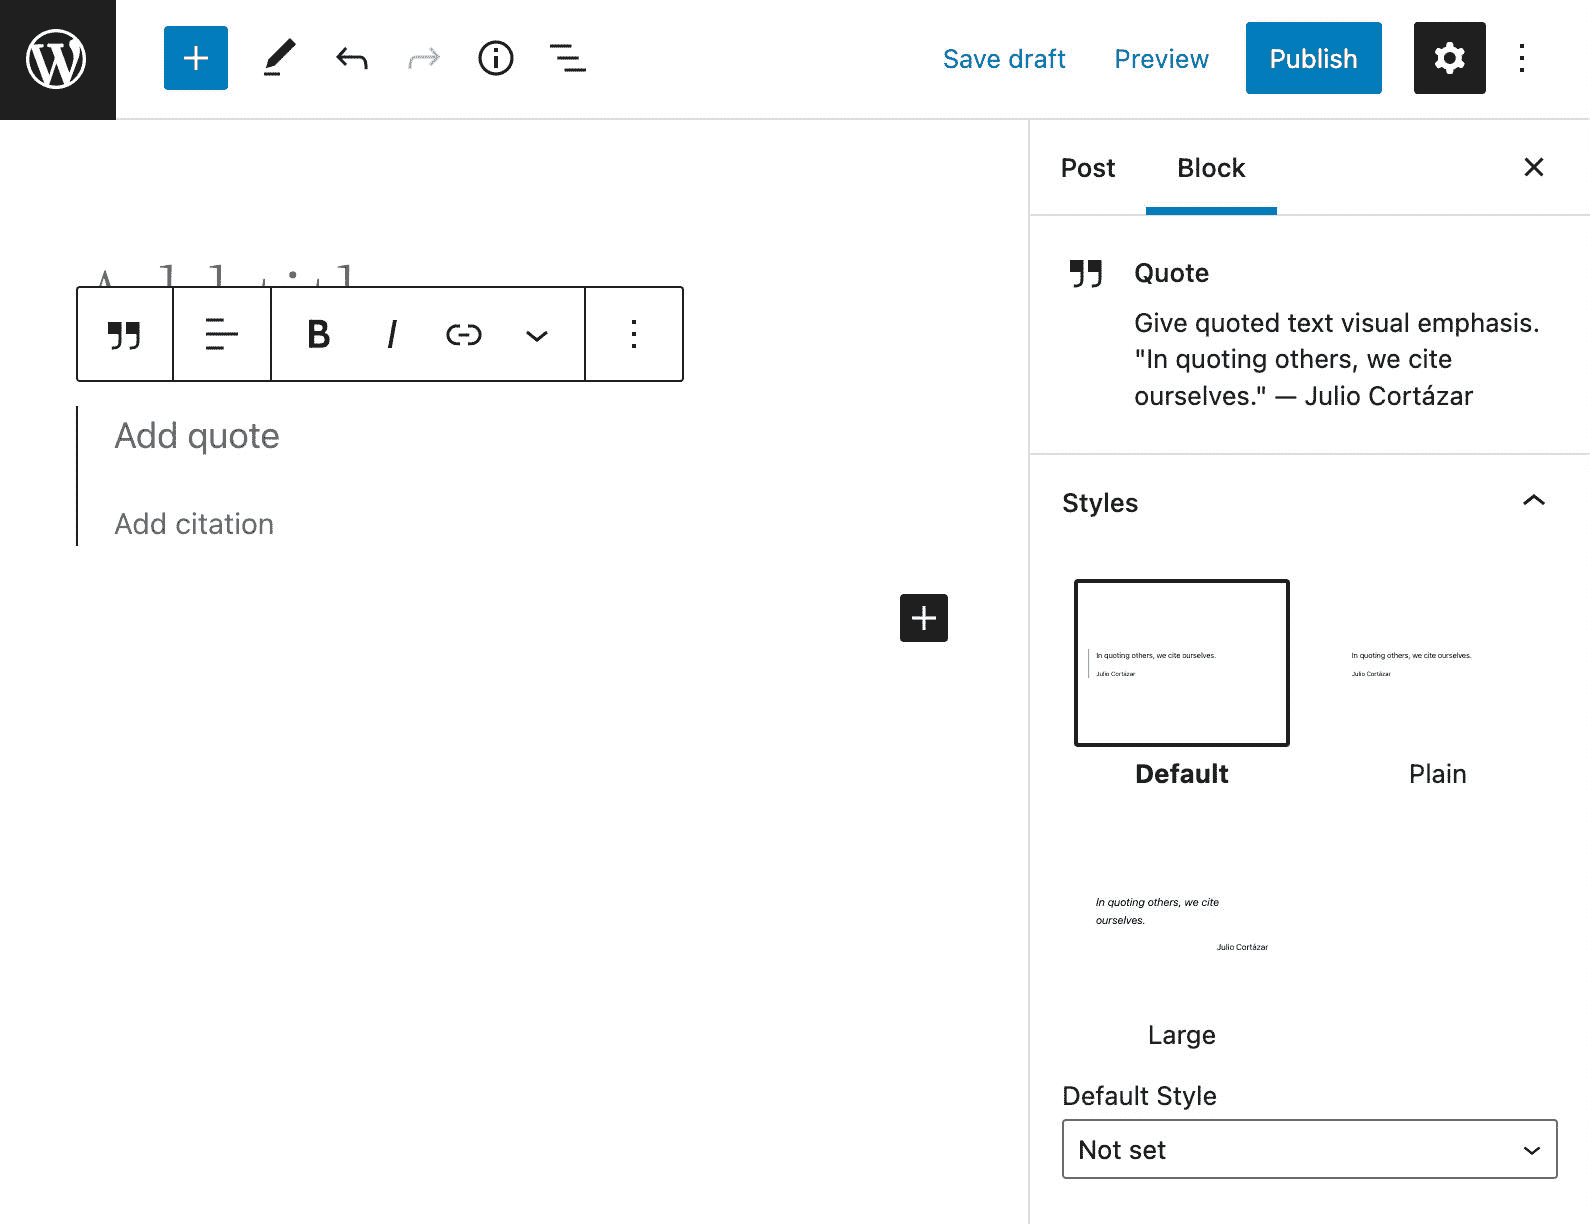 Save draft
Preview
Publish
Post
Block
Quote
Give quoted text visual emphasis.
"In quoting others, we cite
ourselves." — Julio Cortázar
B I
Add quote
Add citation
Styles
In quoting others, we cite ourselves.
Julio Cortázar
Default
In quoting others, we cite ourselves.
Julio Cortázar
Plain
In quoting others, we cite
ourselves.
Julio Cortázar
Large
Default Style
Not set